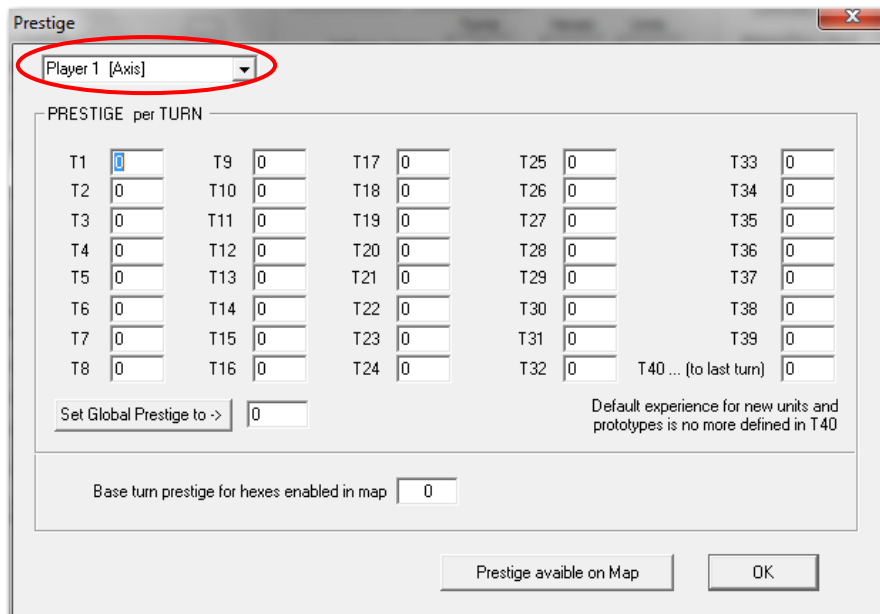 Prestige
Player 1 [Axis]
PRESTIGE per TURN
T1 0 T9 0 T17 0 T25 0 T33 0
T2 0 T10 0 T18 0 T26 0 T34 0
T3 0 T11 0 T19 0 T27 0 T35 0
T4 0 T12 0 T20 0 T28 0 T36 0
T5 0 T13 0 T21 0 T29 0 T37 0
T6 0 T14 0 T22 0 T30 0 T38 0
T7 0 T15 0 T23 0 T31 0 T39 0
T8 0 T16 0 T24 0 T32 0 T40 ... (to last turn) 0
Set Global Prestige to -> 0
Default experience for new units and
prototypes is no more defined in T40
Base turn prestige for hexes enabled in map 0
Prestige avaible on Map OK